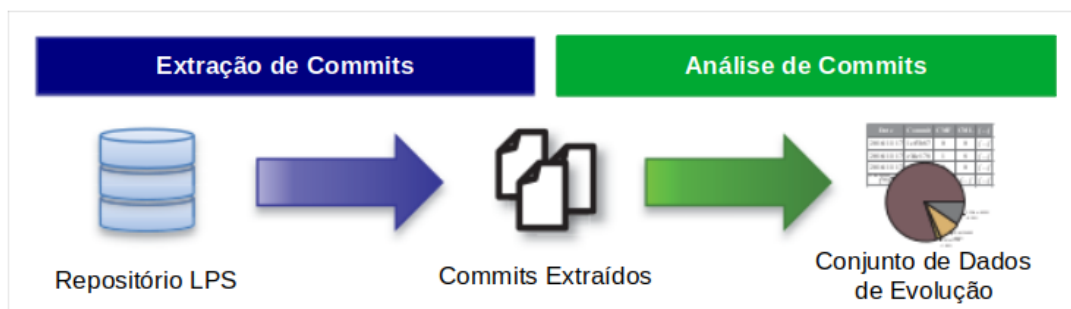 Extração de Commits
Análise de Commits
Repositório LPS
Commits Extraídos
Conjunto de Dados
de Evolução